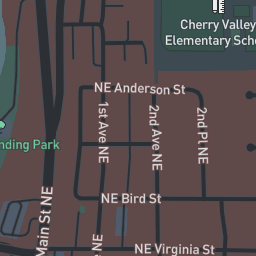 Cherry Valley
Elementary Scho
NE Anderson St
1st Ave NE
2nd Ave NE
2nd Pl NE
nding Park
NE Bird St
Main St NE
e NE
NE Virginia St